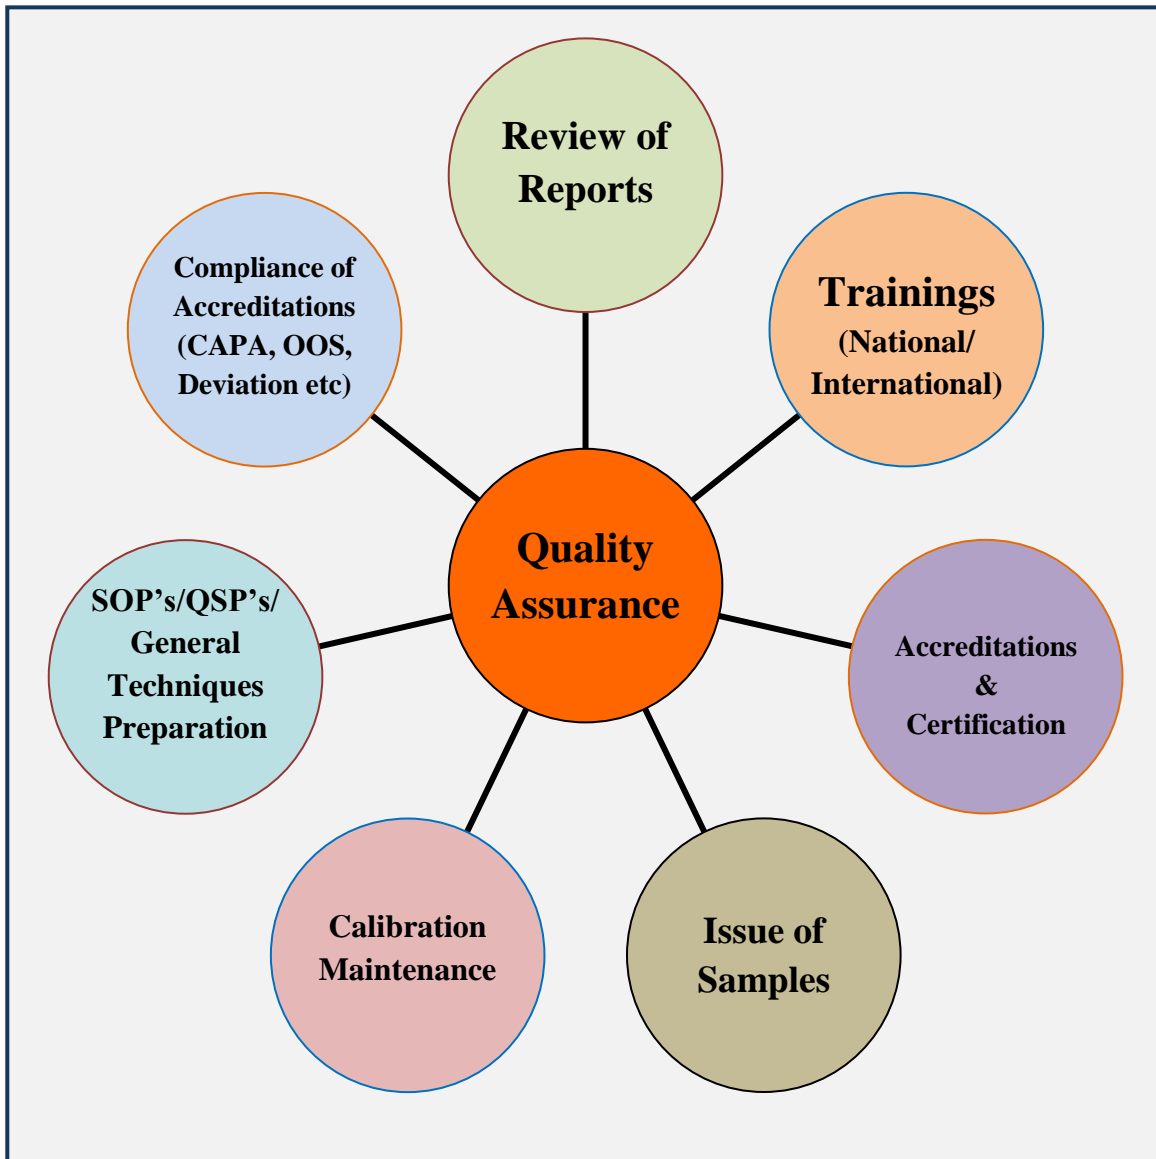 Review of
Reports
Trainings
(National/
International)
Accreditations
&
Certification
Issue of
Samples
Calibration
Maintenance
SOP’s/QSP’s/
General
Techniques
Preparation
Compliance of
Accreditations
(CAPA, OOS,
Deviation etc)
Quality
Assurance